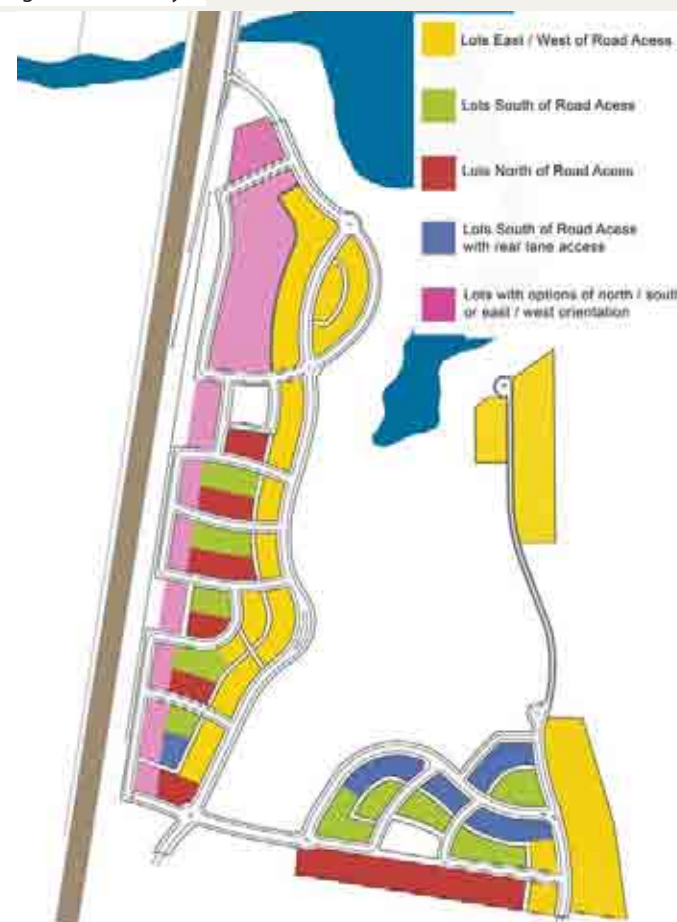 Lots East / West of Road Acess
Lots South of Road Acess
Lots North of Road Acess
Lots South of Road Acess
with rear lane access
Lots with options of north / south
or east / west orientation